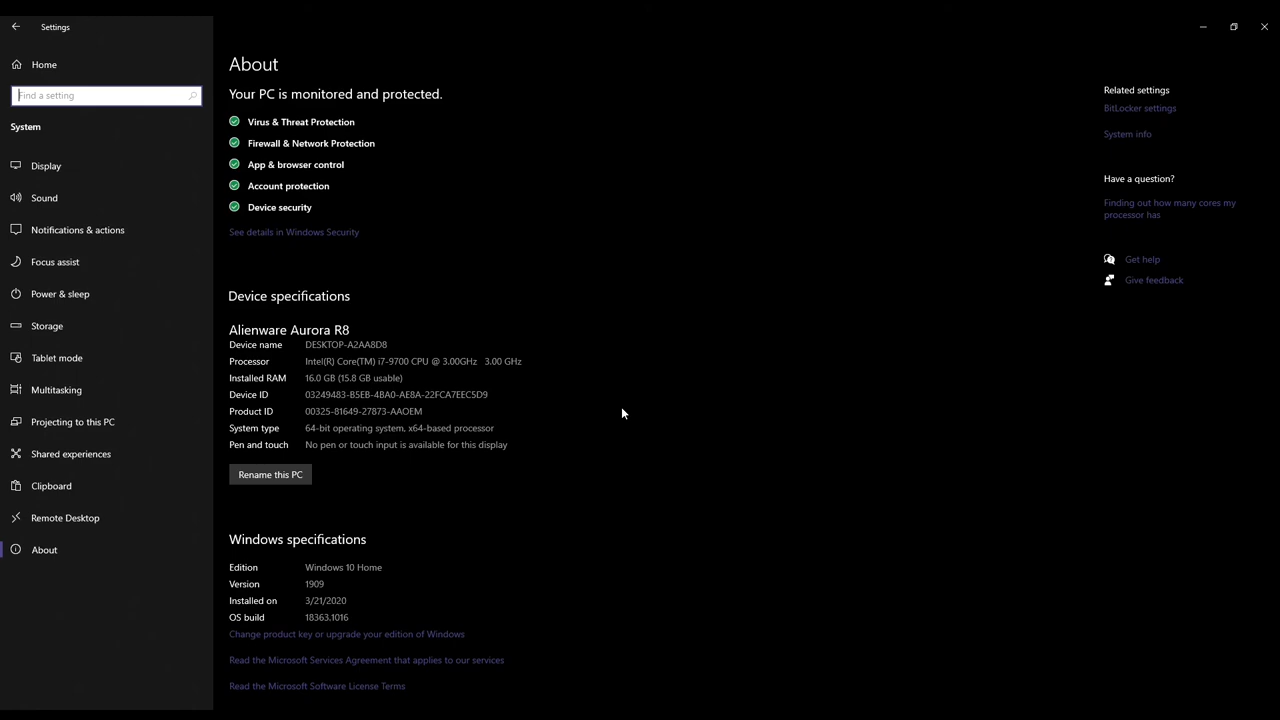 Settings
Home
Find a setting
System
Display
Sound
Notifications & actions
Focus assist
Power & sleep
Storage
Tablet mode
Multitasking
Projecting to this PC
Shared experiences
Clipboard
Remote Desktop
About
About
Your PC is monitored and protected.
Virus & Threat Protection
Firewall & Network Protection
App & browser control
Account protection
Device security
See details in Windows Security
Device specifications
Alienware Aurora R8
Device name DESKTOP-A2AA8D8
Processor Intel(R) Core(TM) i7-9700 CPU @ 3.00GHz 3.00 GHz
Installed RAM 16.0 GB (15.8 GB usable)
Device ID 03249483-B5EB-4BA0-AE8A-22FCA7EEC5D9
Product ID 00325-81649-27873-AAOEM
System type 64-bit operating system, x64-based processor
Pen and touch No pen or touch input is available for this display
Rename this PC
Windows specifications
Edition Windows 10 Home
Version 1909
Installed on 3/21/2020
OS build 18363.1016
Change product key or upgrade your edition of Windows
Read the Microsoft Services Agreement that applies to our services
Read the Microsoft Software License Terms
Related settings
BitLocker settings
System info
Have a question?
Finding out how many cores my
processor has
Get help
Give feedback